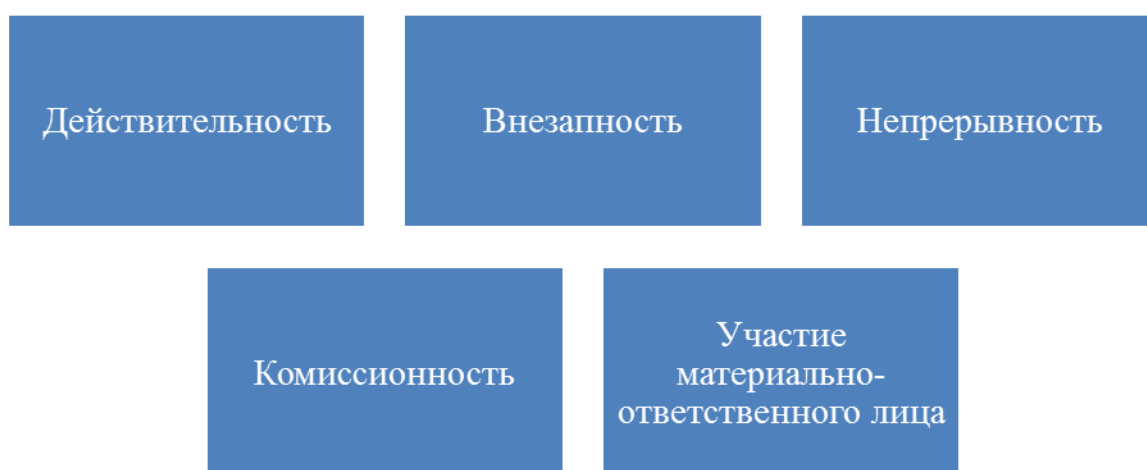 Действительность
Внезапность
Непрерывность
Комиссионность
Участие
материально-
ответственного лица